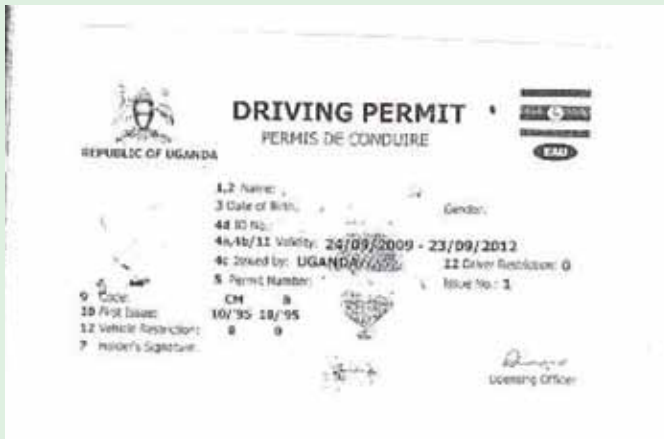 DRIVING PERMIT
PERMIS DE CONDUIRE
REPUBLIC OF UGANDA
EAU
1,2 Name:
3 Date of Birth: Gender:
4d ID No.:
4a,4b/11 Validity: 24/09/2009 - 23/09/2012
4c Issued by: UGANDA 12 Driver Restriction: 0
5 Permit Number: Issue No.: 1
9 Code: CM B
10 First Issue: 10/'95 10/'95
12 Vehicle Restriction: 0 0
7 Holder's Signature:
Licensing Officer